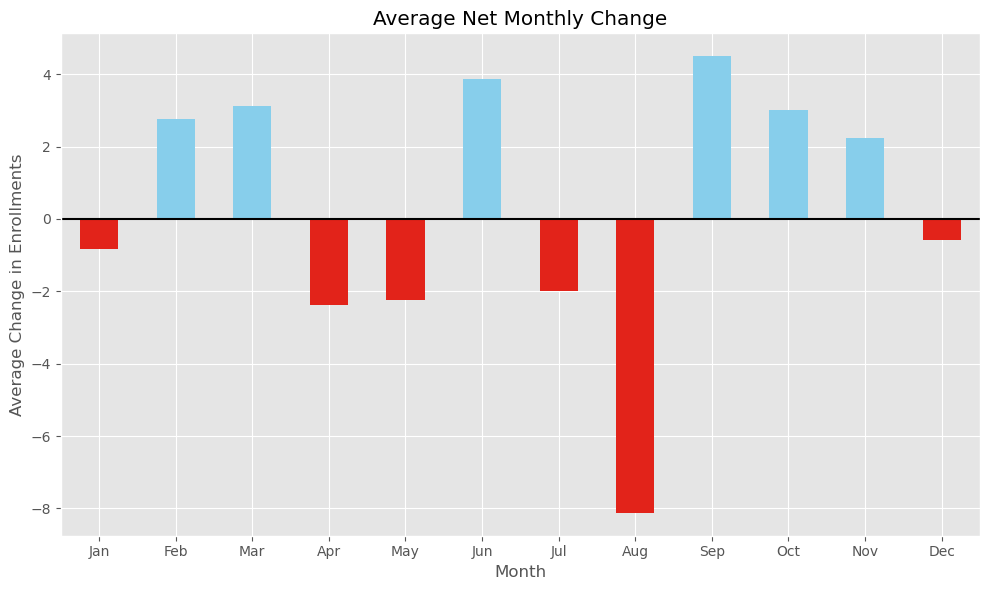 Average Net Monthly Change
Average Change in Enrollments
4
2
0
−2
−4
−6
−8
Jan Feb Mar Apr May Jun Jul Aug Sep Oct Nov Dec
Month